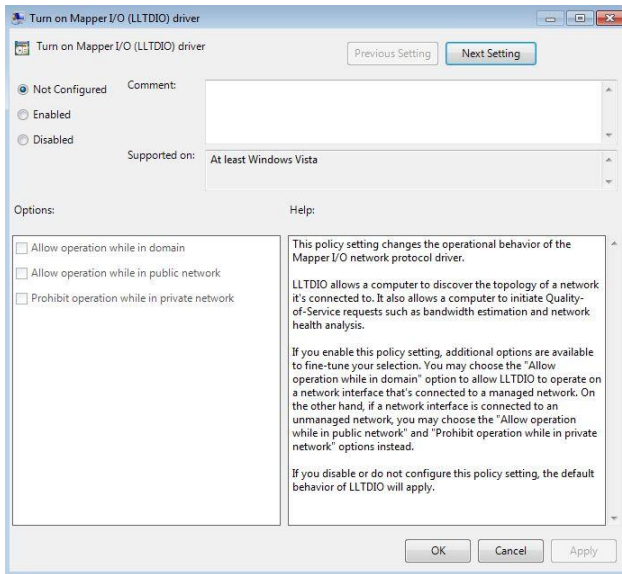 Turn on Mapper I/O (LLTDIO) driver
Turn on Mapper I/O (LLTDIO) driver
Previous Setting
Next Setting
Not Configured
Enabled
Disabled
Comment:
Supported on:
At least Windows Vista
Options:
Help:
Allow operation while in domain
Allow operation while in public network
Prohibit operation while in private network
This policy setting changes the operational behavior of the
Mapper I/O network protocol driver.
LLTDIO allows a computer to discover the topology of a network
it's connected to. It also allows a computer to initiate Quality-
of-Service requests such as bandwidth estimation and network
health analysis.
If you enable this policy setting, additional options are available
to fine-tune your selection. You may choose the "Allow
operation while in domain" option to allow LLTDIO to operate on
a network interface that's connected to a managed network. On
the other hand, if a network interface is connected to an
unmanaged network, you may choose the "Allow operation
while in public network" and "Prohibit operation while in private
network" options instead.
If you disable or do not configure this policy setting, the default
behavior of LLTDIO will apply.
OK
Cancel
Apply